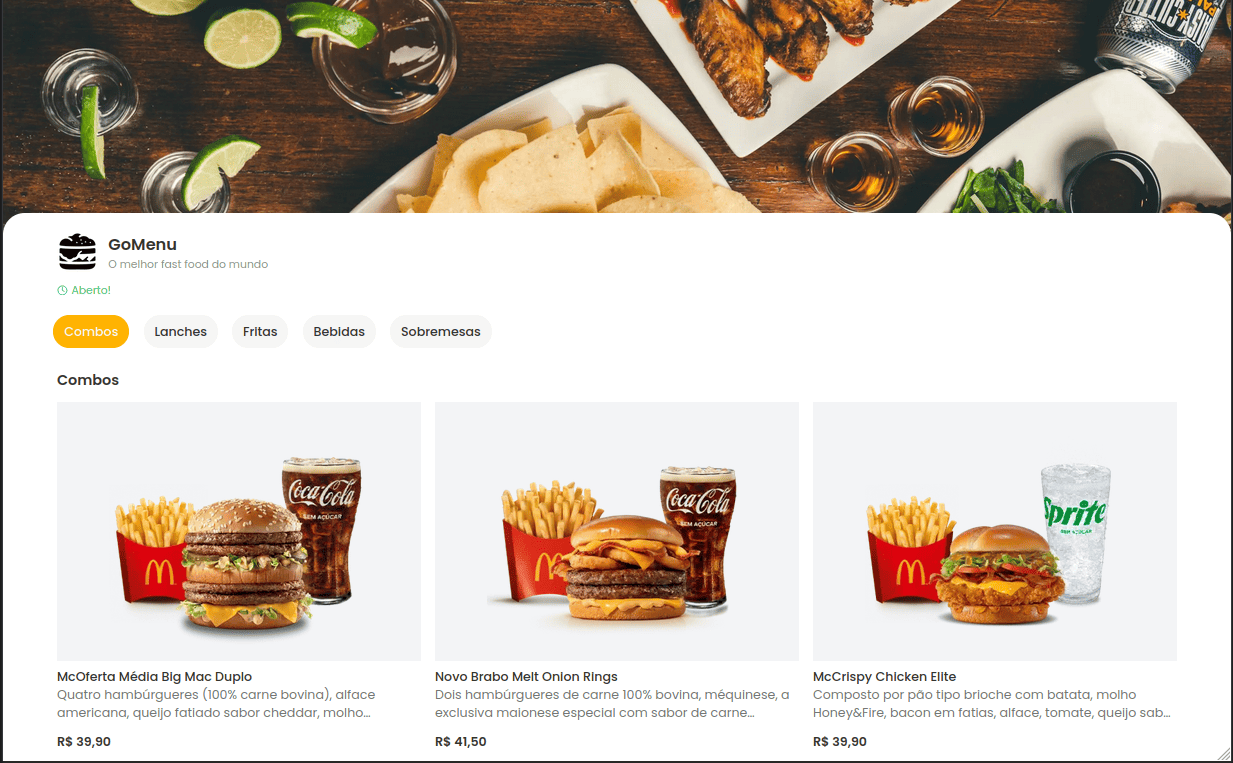 GoMenu
O melhor fast food do mundo
Aberto!
Combos Lanches Fritas Bebidas Sobremesas
Combos
Coca-Cola
SEM AÇÚCAR
Coca-Cola
SEM AÇÚCAR
Sprite
SEM AÇÚCAR
McOferta Média Big Mac Duplo
Quatro hambúrgueres (100% carne bovina), alface
americana, queijo fatiado sabor cheddar, molho...
R$ 39,90
Novo Brabo Melt Onion Rings
Dois hambúrgueres de carne 100% bovina, méquinese, a
exclusiva maionese especial com sabor de carne...
R$ 41,50
McCrispy Chicken Elite
Composto por pão tipo brioche com batata, molho
Honey&Fire, bacon em fatias, alface, tomate, queijo sab...
R$ 39,90